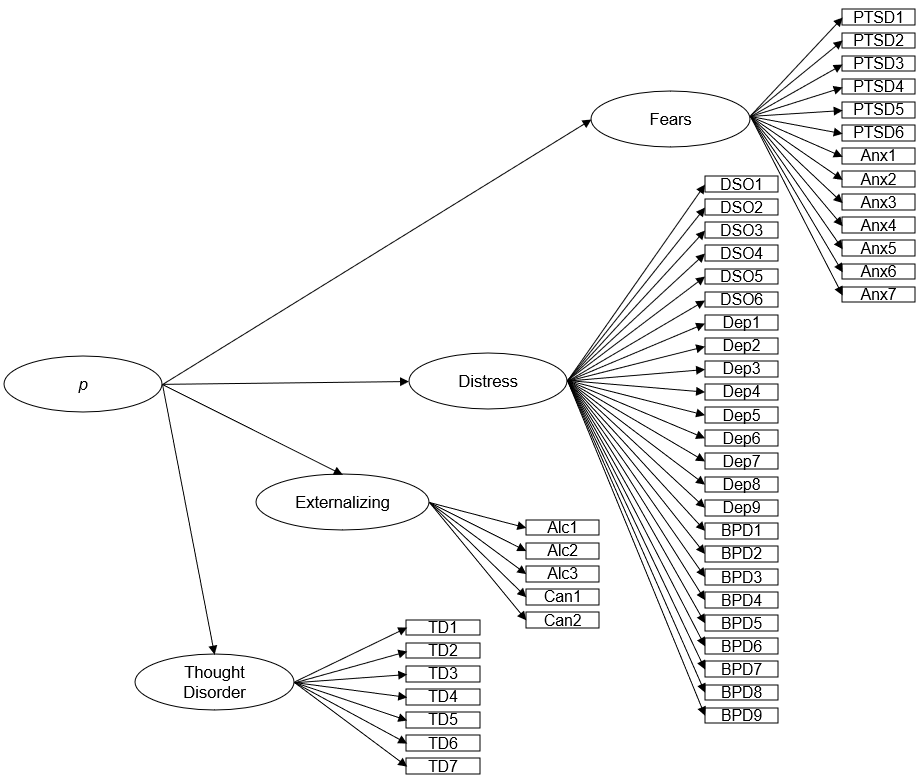 p
Fears
PTSD1
PTSD2
PTSD3
PTSD4
PTSD5
PTSD6
Anx1
Anx2
Anx3
Anx4
Anx5
Anx6
Anx7
Distress
DSO1
DSO2
DSO3
DSO4
DSO5
DSO6
Dep1
Dep2
Dep3
Dep4
Dep5
Dep6
Dep7
Dep8
Dep9
BPD1
BPD2
BPD3
BPD4
BPD5
BPD6
BPD7
BPD8
BPD9
Externalizing
Alc1
Alc2
Alc3
Can1
Can2
Thought
Disorder
TD1
TD2
TD3
TD4
TD5
TD6
TD7